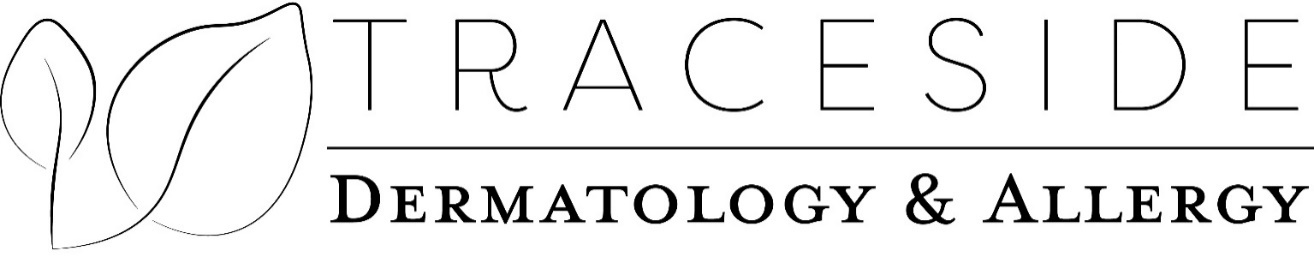 TRACESIDE
DERMATOLOGY & ALLERGY